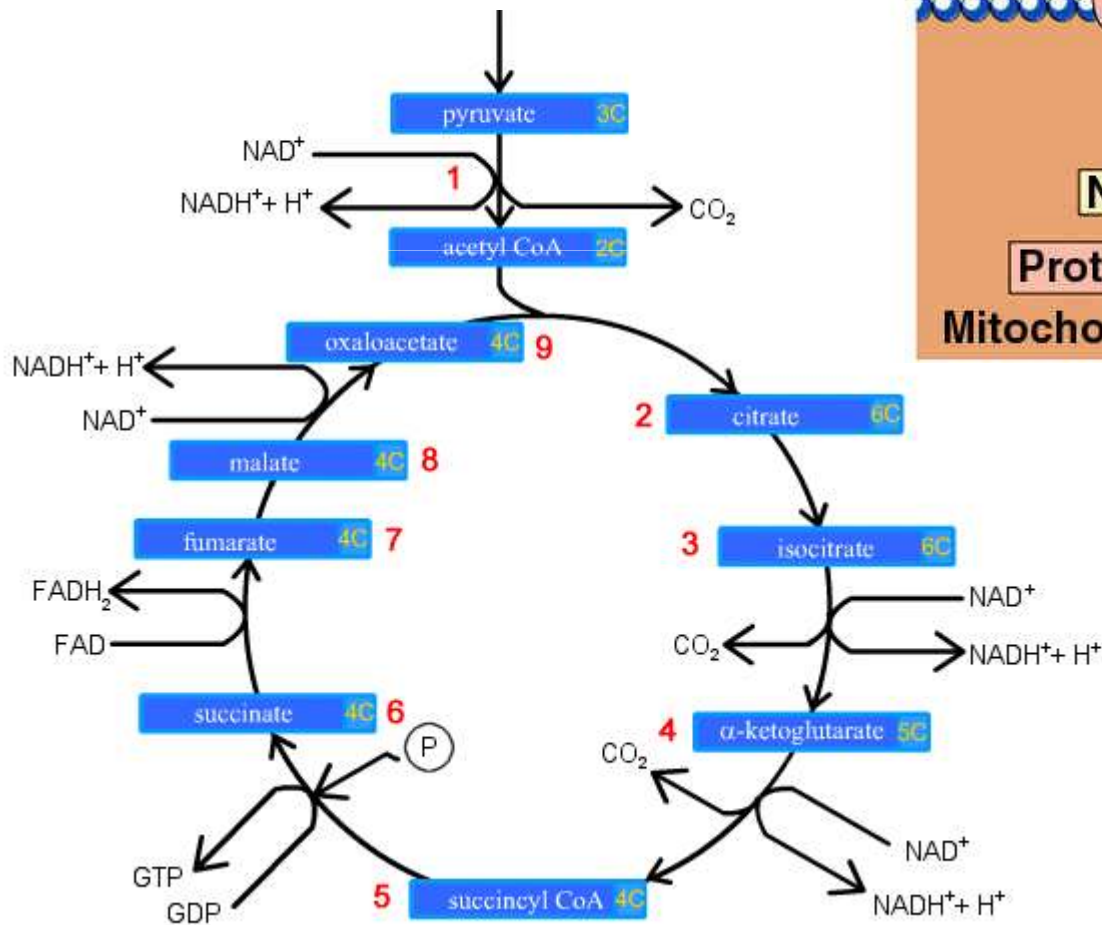 pyruvate 3C
NAD⁺
1
NADH⁺+ H⁺
CO₂
acetyl CoA 2C
oxaloacetate 4C 9
NADH⁺+ H⁺
NAD⁺
citrate 6C
2
malate 4C 8
isocitrate 6C
3
fumarate 4C 7
FADH₂
FAD
NAD⁺
CO₂
NADH⁺+ H⁺
succinate 4C 6
P
4 α-ketoglutarate 5C
CO₂
GTP
GDP
NAD⁺
NADH⁺+ H⁺
5 succincyl CoA 4C
N
Prot
Mitocho